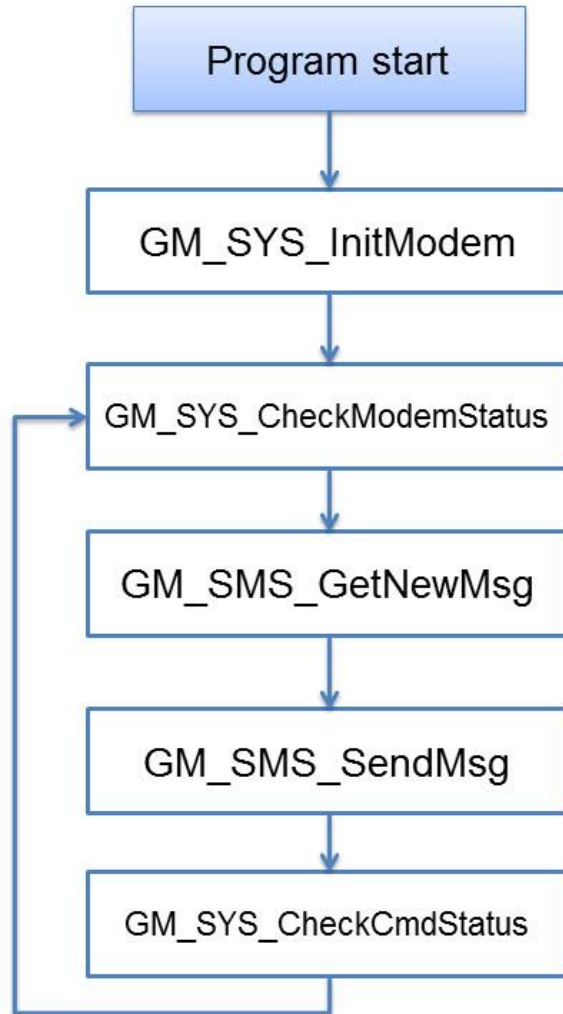 Program start
GM_SYS_InitModem
GM_SYS_CheckModemStatus
GM_SMS_GetNewMsg
GM_SMS_SendMsg
GM_SYS_CheckCmdStatus